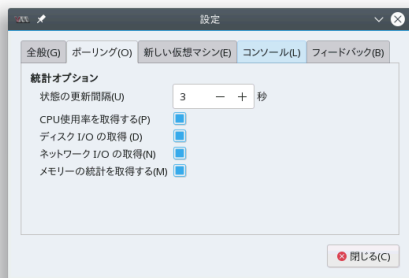 設定
全般(G) ポーリング(O) 新しい仮想マシン(E) コンソール(L) フィードバック(B)
統計オプション
状態の更新間隔(U) 3 − + 秒
CPU使用率を取得する(P)
ディスク I/O の取得 (D)
ネットワーク I/O の取得(N)
メモリーの統計を取得する(M)
閉じる(C)